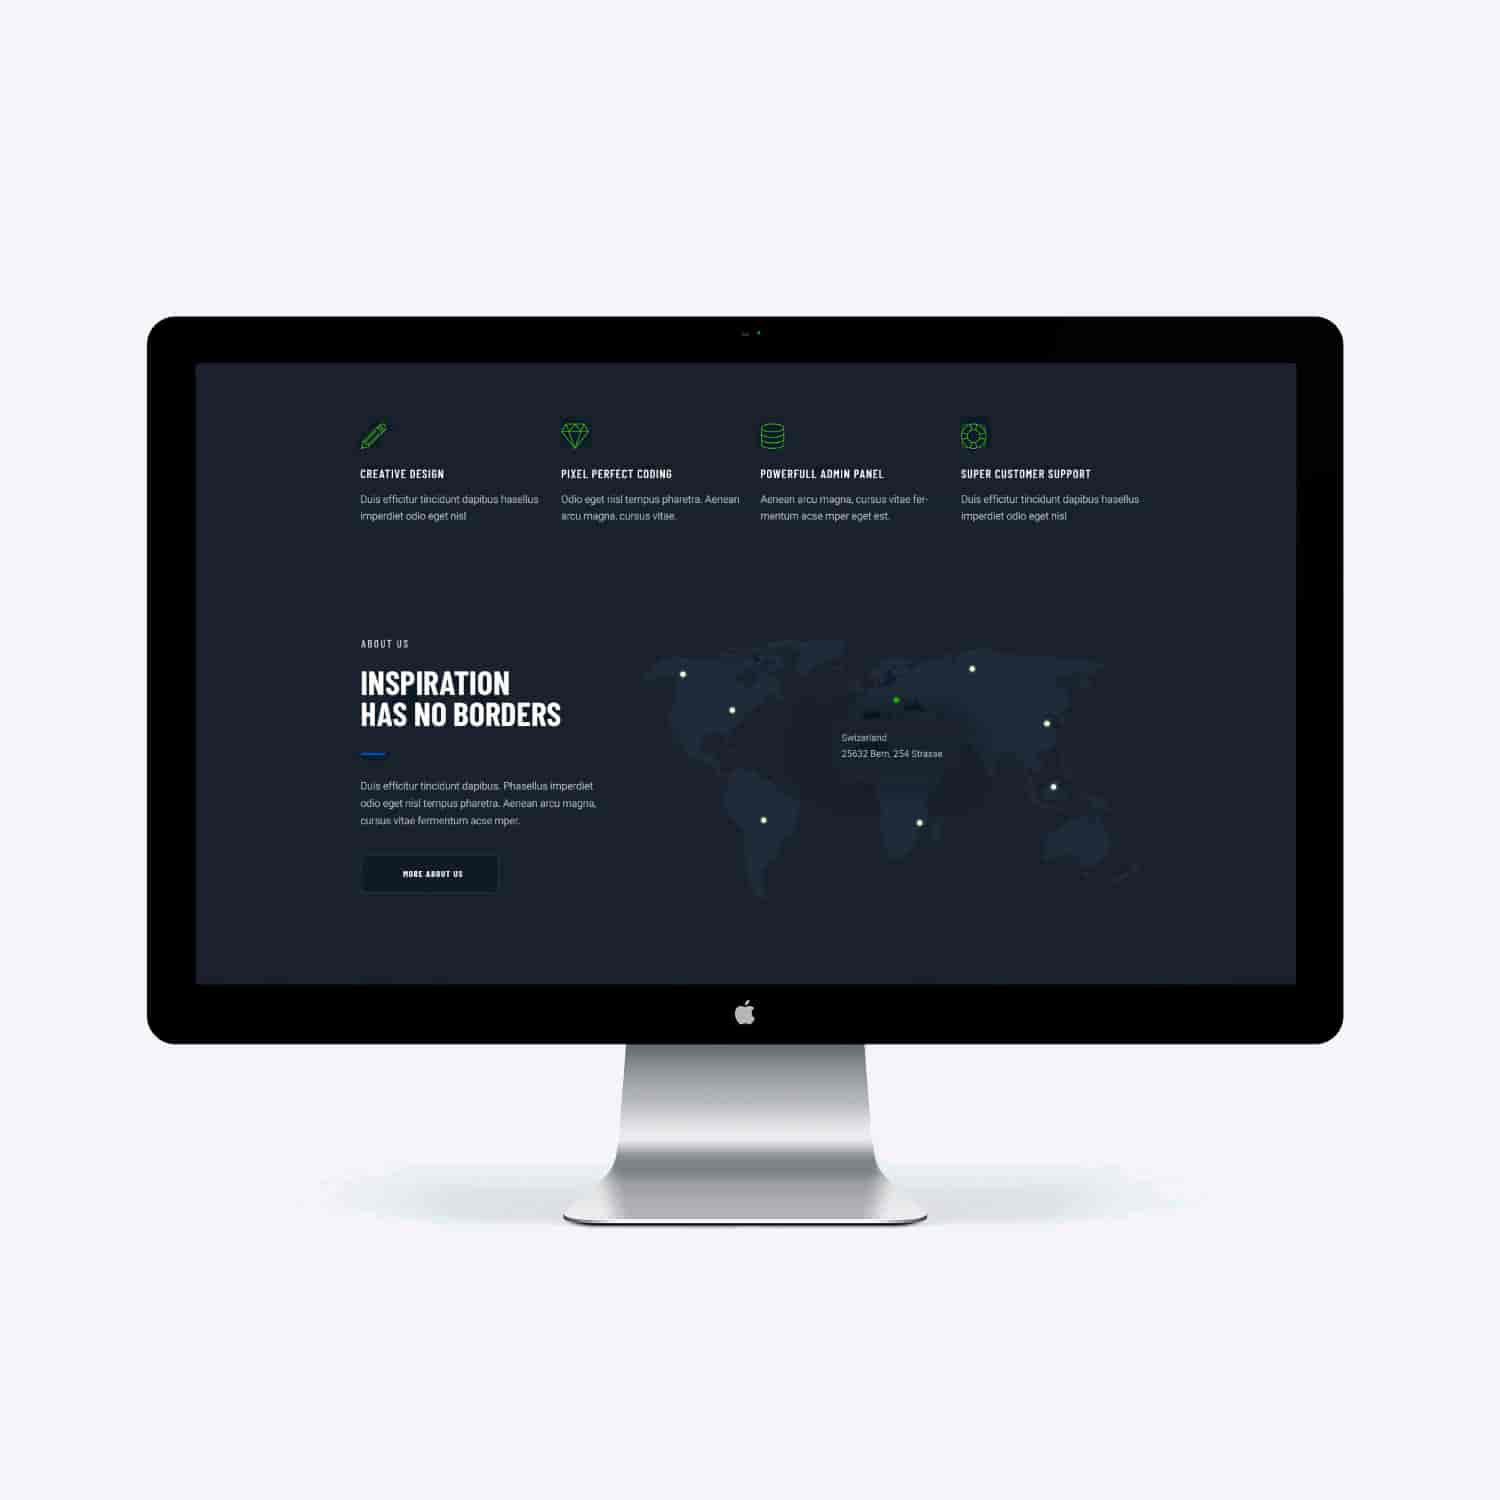 CREATIVE DESIGN
Duis efficitur tincidunt dapibus hasellus
imperdiet odio eget nisl
PIXEL PERFECT CODING
Odio eget nisl tempus pharetra. Aenean
arcu magna, cursus vitae.
POWERFULL ADMIN PANEL
Aenean arcu magna, cursus vitae fer-
mentum acse mper eget est.
SUPER CUSTOMER SUPPORT
Duis efficitur tincidunt dapibus hasellus
imperdiet odio eget nisl
ABOUT US
INSPIRATION
HAS NO BORDERS
Duis efficitur tincidunt dapibus. Phasellus imperdiet
odio eget nisl tempus pharetra. Aenean arcu magna,
cursus vitae fermentum acse mper.
MORE ABOUT US
Swizerland
25632 Bern, 254 Strasse